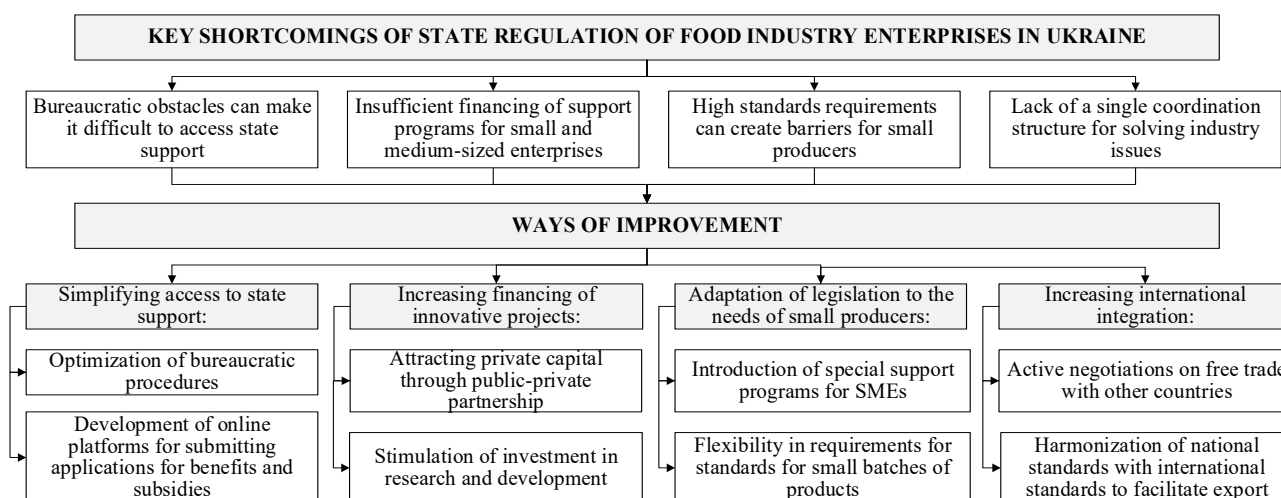 KEY SHORTCOMINGS OF STATE REGULATION OF FOOD INDUSTRY ENTERPRISES IN UKRAINE
Bureaucratic obstacles can make
it difficult to access state
support
Insufficient financing of support
programs for small and
medium-sized enterprises
High standards requirements
can create barriers for small
producers
Lack of a single coordination
structure for solving industry
issues
WAYS OF IMPROVEMENT
Simplifying access to state
support:
Optimization of bureaucratic
procedures
Development of online
platforms for submitting
applications for benefits and
subsidies
Increasing financing of
innovative projects:
Attracting private capital
through public-private
partnership
Stimulation of investment in
research and development
Adaptation of legislation to the
needs of small producers:
Introduction of special support
programs for SMEs
Flexibility in requirements for
standards for small batches of
products
Increasing international
integration:
Active negotiations on free trade
with other countries
Harmonization of national
standards with international
standards to facilitate export